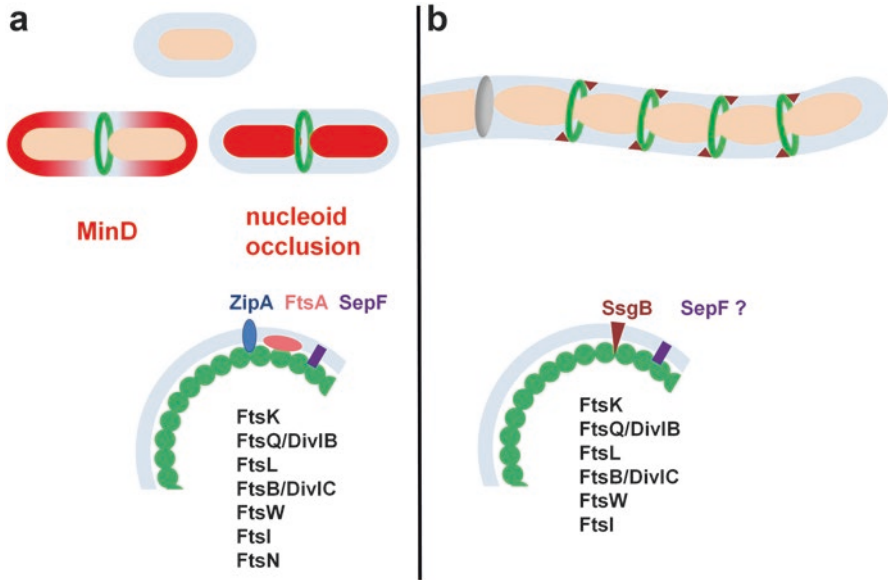 a
MinD
nucleoid
occlusion
ZipA FtsA SepF
FtsK
FtsQ/DivIB
FtsL
FtsB/DivIC
FtsW
FtsI
FtsN
b
SsgB SepF ?
FtsK
FtsQ/DivIB
FtsL
FtsB/DivIC
FtsW
FtsI